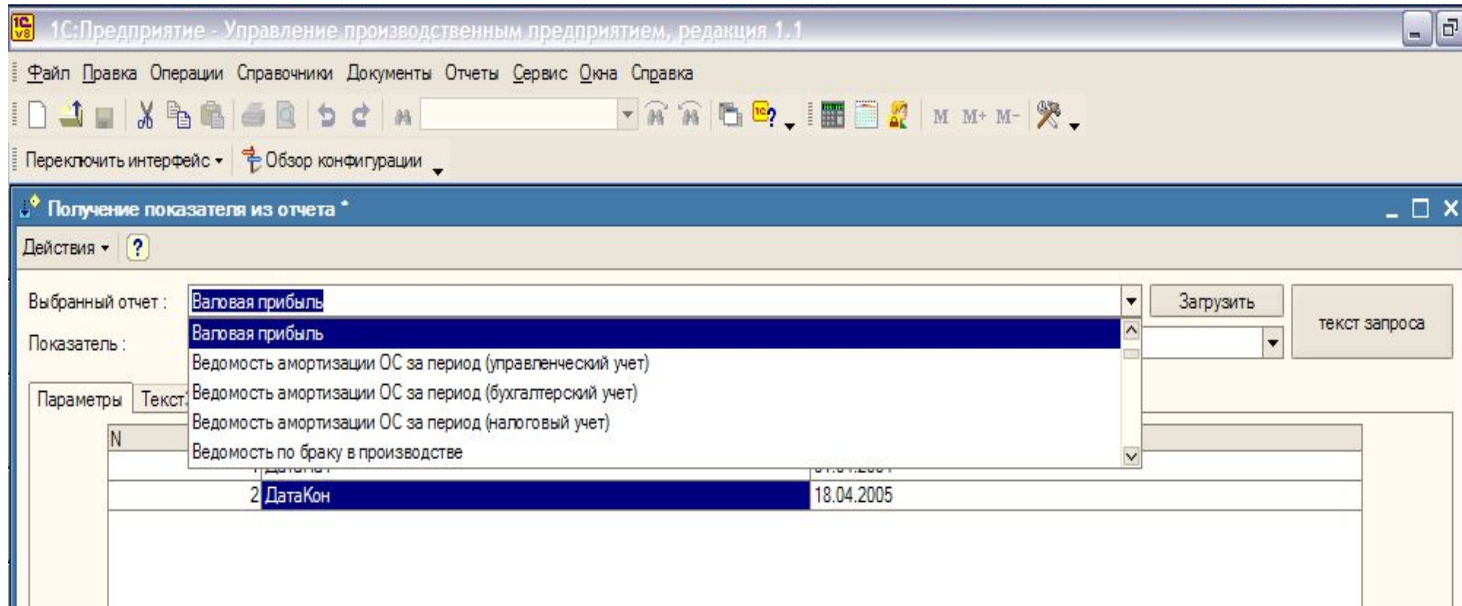 1С:Предприятие - Управление производственным предприятием, редакция 1.1
Файл Правка Операции Справочники Документы Отчеты Сервис Окна Справка
M M+ M-
Переключить интерфейс Обзор конфигурации
Получение показателя из отчета *
Действия ?
Выбранный отчет : Валовая прибыль Загрузить текст запроса
Показатель :
Валовая прибыль
Ведомость амортизации ОС за период (управленческий учет)
Ведомость амортизации ОС за период (бухгалтерский учет)
Ведомость амортизации ОС за период (налоговый учет)
Ведомость по браку в производстве
Параметры Текст
N
2 ДатаКон 18.04.2005